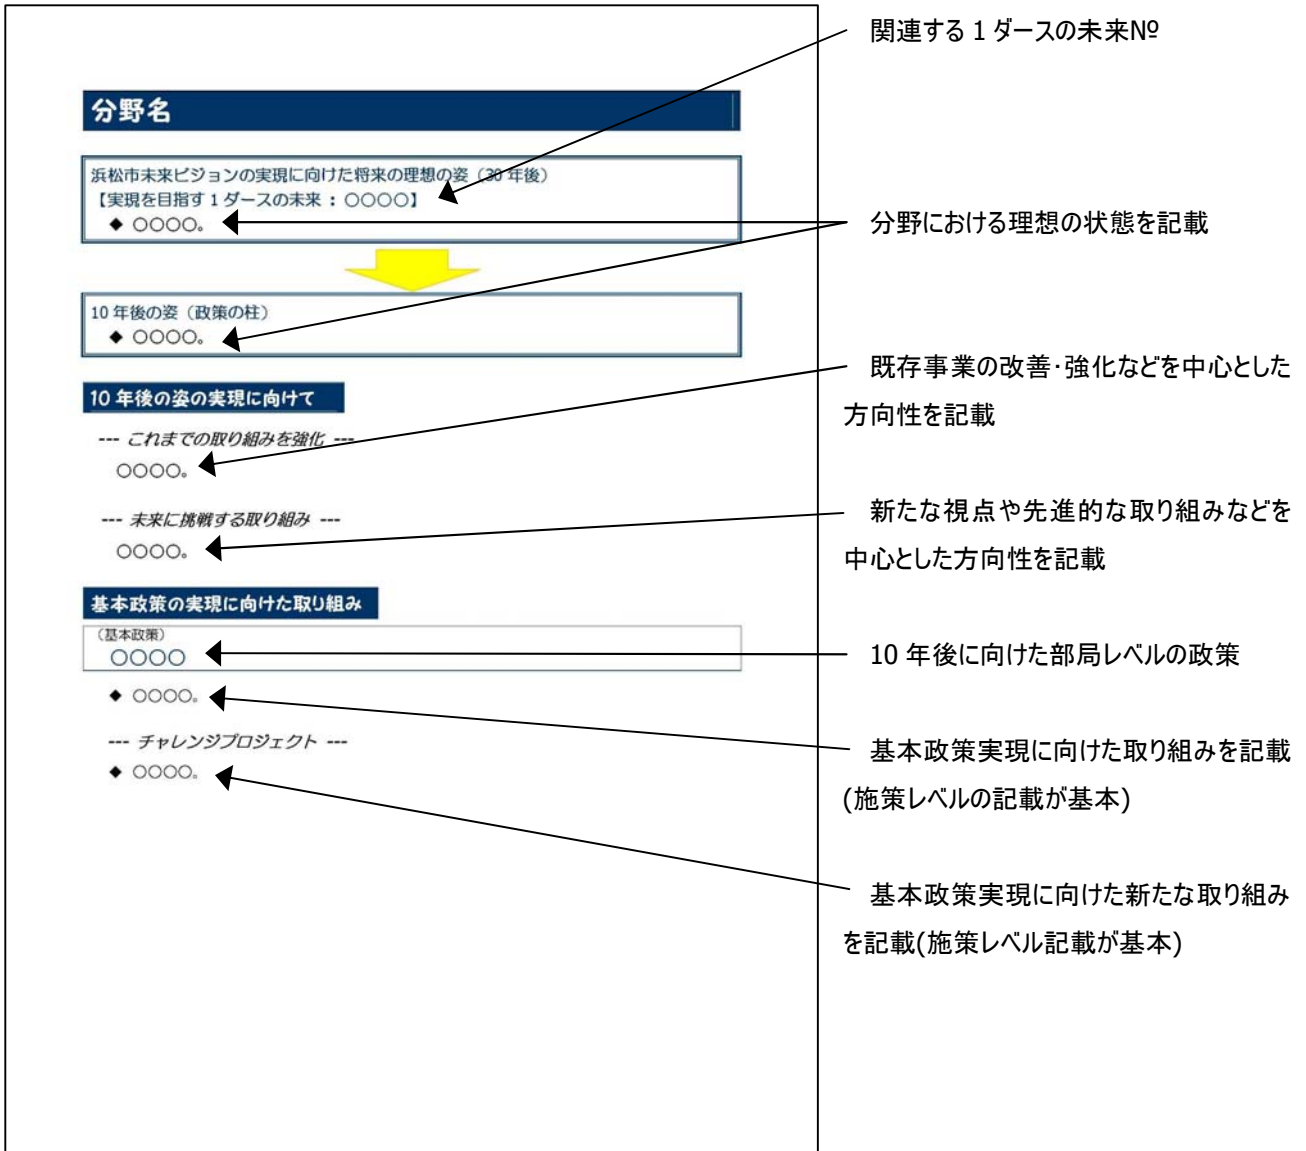 関連する 1 ダースの未来№
分野名
浜松市未来ビジョンの実現に向けた将来の理想の姿（30 年後）
【実現を目指す 1 ダースの未来 ： ○○○○】
◆ ○○○○。
分野における理想の状態を記載
10 年後の姿（政策の柱）
◆ ○○○○。
10 年後の姿の実現に向けて
既存事業の改善･強化などを中心とした
方向性を記載
--- これまでの取り組みを強化 ---
○○○○。
--- 未来に挑戦する取り組み ---
○○○○。
新たな視点や先進的な取り組みなどを
中心とした方向性を記載
基本政策の実現に向けた取り組み
（基本政策）
○○○○
10 年後に向けた部局レベルの政策
◆ ○○○○。
--- チャレンジプロジェクト ---
◆ ○○○○。
基本政策実現に向けた取り組みを記載
(施策レベルの記載が基本)
基本政策実現に向けた新たな取り組み
を記載(施策レベル記載が基本)